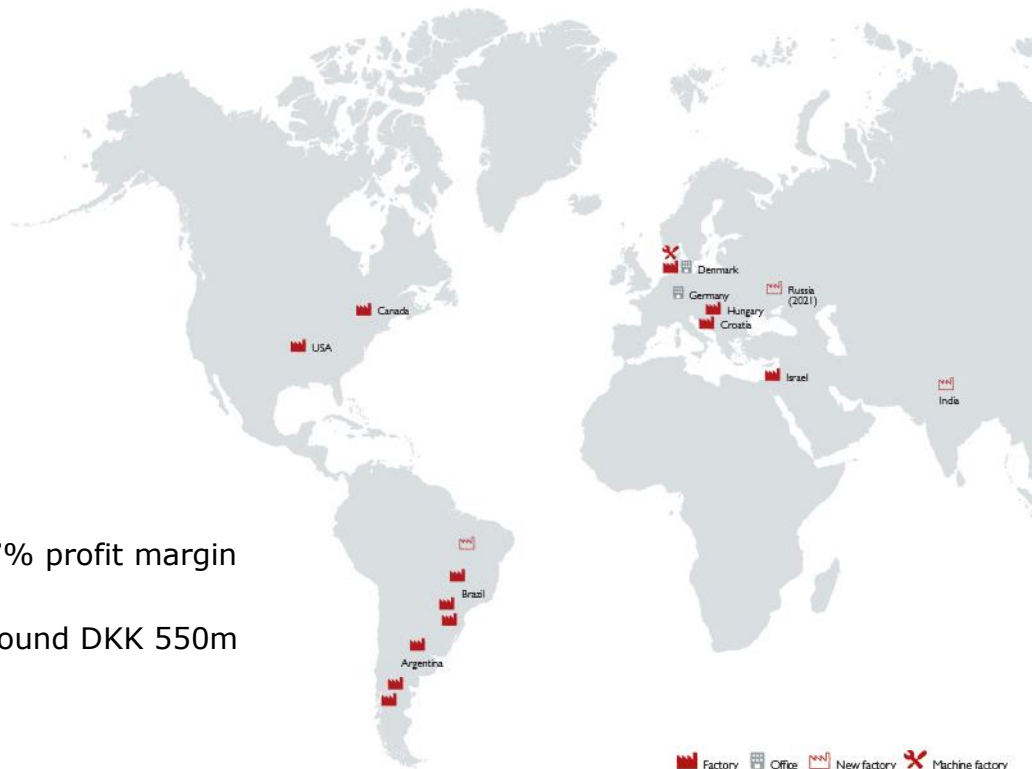 Denmark
Germany
Russia
(2021)
Hungary
Croatia
Canada
USA
Israel
India
% profit margin
Brazil
ound DKK 550m
Argentina
Factory Office New factory Machine factory